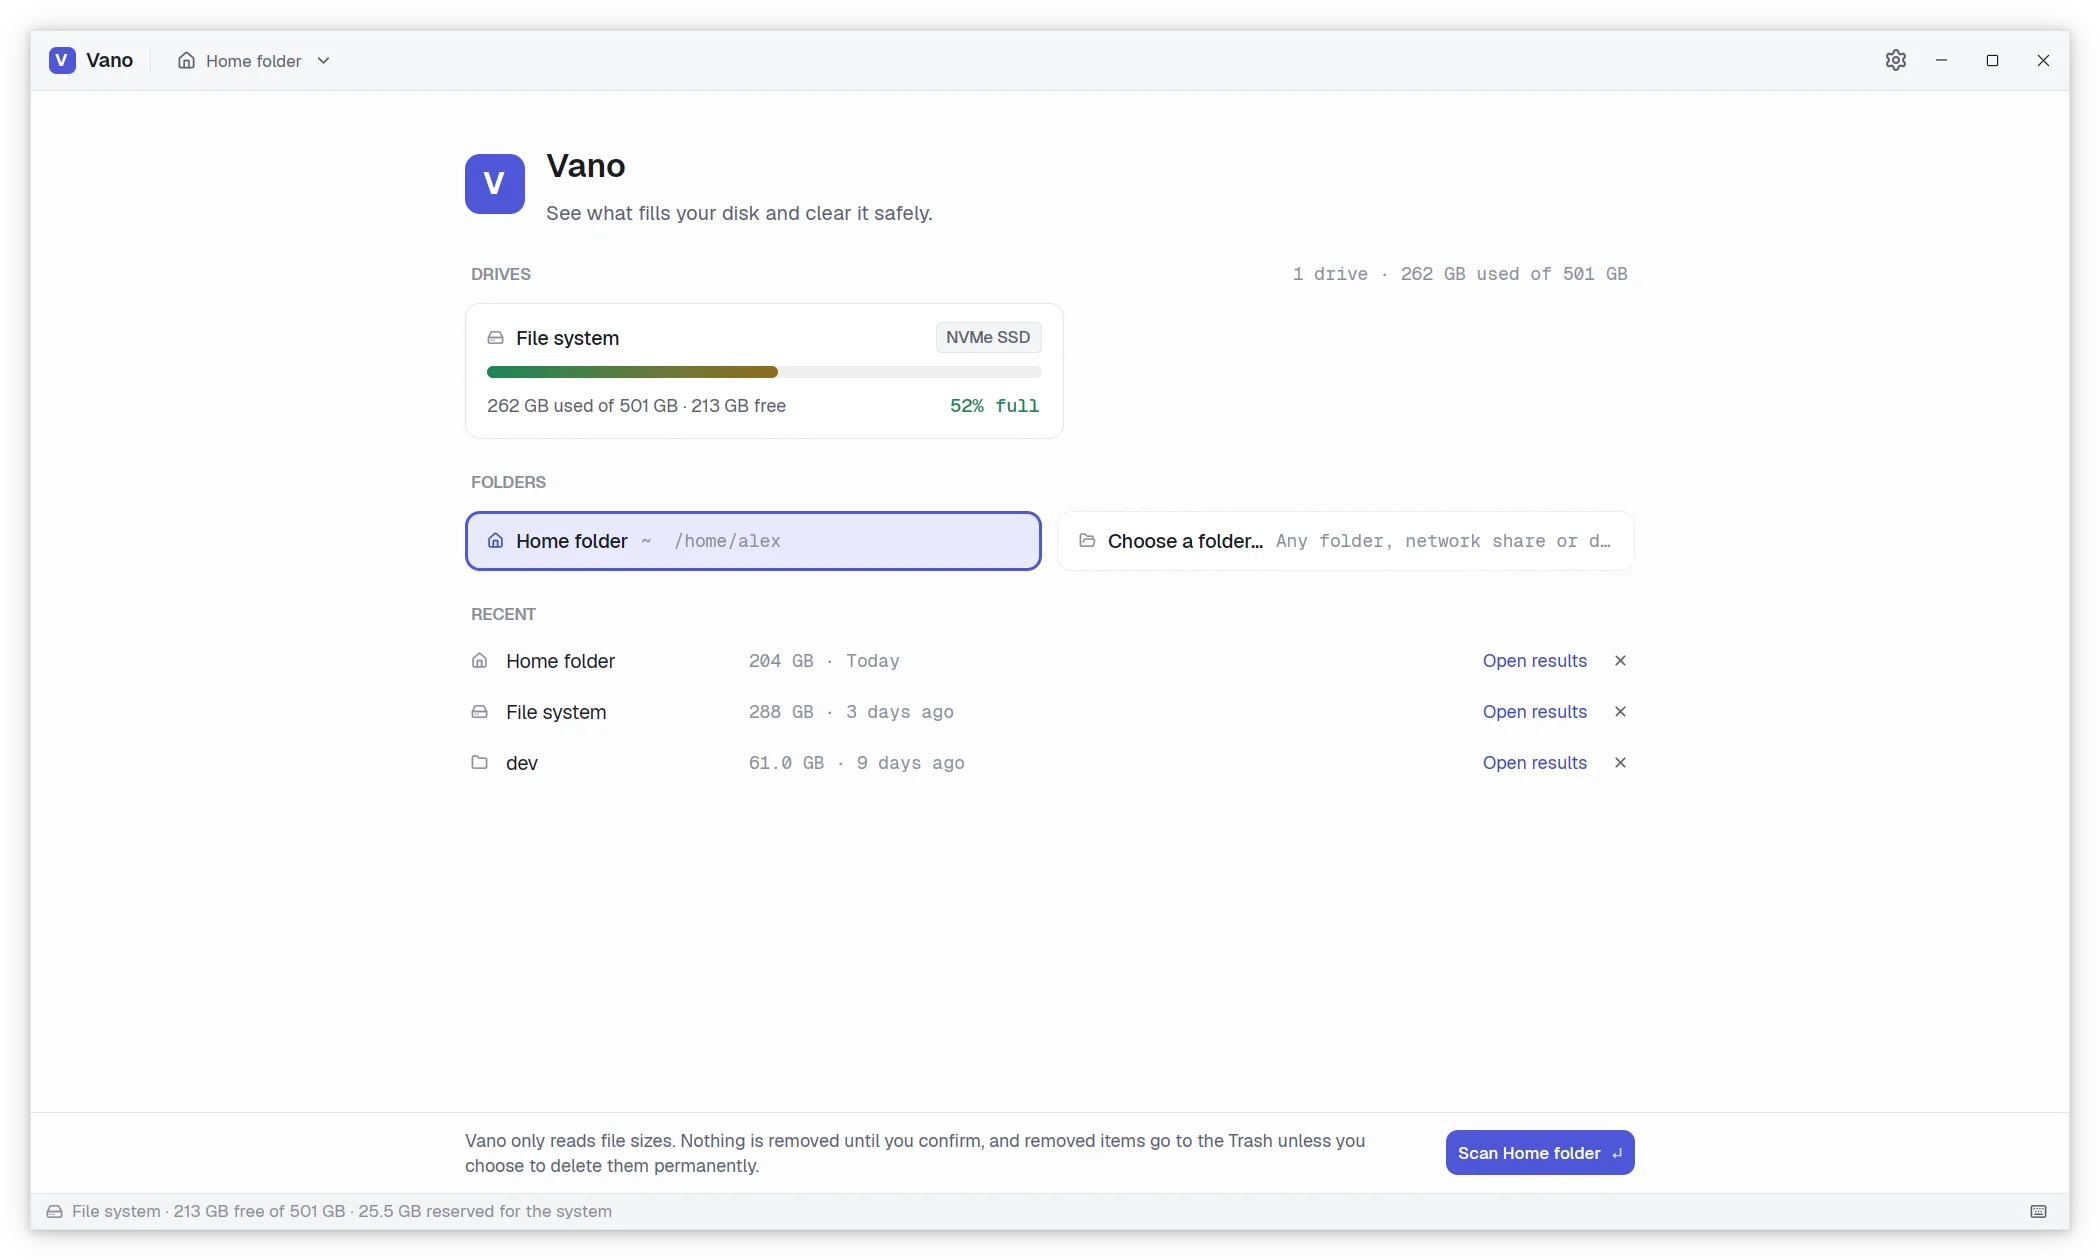 V Vano Home folder
V Vano
See what fills your disk and clear it safely.
DRIVES 1 drive · 262 GB used of 501 GB
File system NVMe SSD
262 GB used of 501 GB · 213 GB free 52% full
FOLDERS
Home folder ~ /home/alex
Choose a folder... Any folder, network share or d…
RECENT
Home folder 204 GB · Today Open results
File system 288 GB · 3 days ago Open results
dev 61.0 GB · 9 days ago Open results
Vano only reads file sizes. Nothing is removed until you confirm, and removed items go to the Trash unless you
choose to delete them permanently.
Scan Home folder ↵
File system · 213 GB free of 501 GB · 25.5 GB reserved for the system